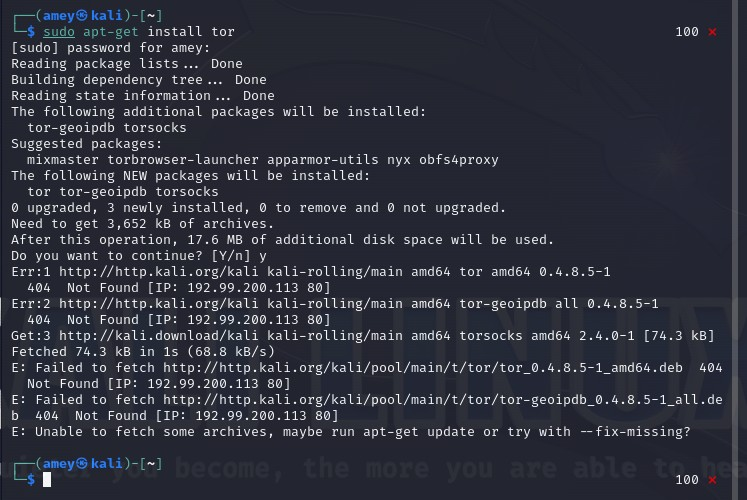 ┌──(amey㉿kali)-[~]
└─$ sudo apt-get install tor 100 ⨯
[sudo] password for amey:
Reading package lists... Done
Building dependency tree... Done
Reading state information... Done
The following additional packages will be installed:
  tor-geoipdb torsocks
Suggested packages:
  mixmaster torbrowser-launcher apparmor-utils nyx obfs4proxy
The following NEW packages will be installed:
  tor tor-geoipdb torsocks
0 upgraded, 3 newly installed, 0 to remove and 0 not upgraded.
Need to get 3,652 kB of archives.
After this operation, 17.6 MB of additional disk space will be used.
Do you want to continue? [Y/n] y
Err:1 http://http.kali.org/kali kali-rolling/main amd64 tor amd64 0.4.8.5-1
  404  Not Found [IP: 192.99.200.113 80]
Err:2 http://http.kali.org/kali kali-rolling/main amd64 tor-geoipdb all 0.4.8.5-1
  404  Not Found [IP: 192.99.200.113 80]
Get:3 http://kali.download/kali kali-rolling/main amd64 torsocks amd64 2.4.0-1 [74.3 kB]
Fetched 74.3 kB in 1s (68.8 kB/s)
E: Failed to fetch http://http.kali.org/kali/pool/main/t/tor/tor_0.4.8.5-1_amd64.deb  404
  Not Found [IP: 192.99.200.113 80]
E: Failed to fetch http://http.kali.org/kali/pool/main/t/tor/tor-geoipdb_0.4.8.5-1_all.de
b  404  Not Found [IP: 192.99.200.113 80]
E: Unable to fetch some archives, maybe run apt-get update or try with --fix-missing?
┌──(amey㉿kali)-[~]
you become, the more you are able to
└─$ 100 ⨯